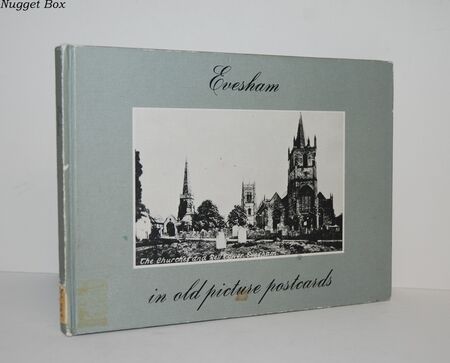 Nugget Box
Evesham
The Churches and Bell Tower Evesham
in old picture postcards